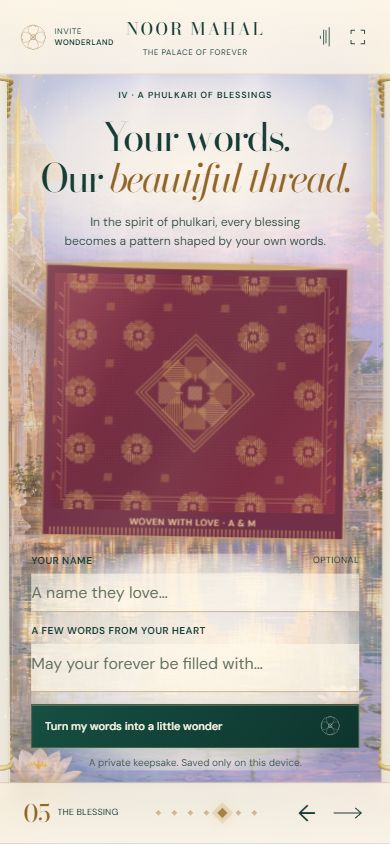 INVITE
WONDERLAND
NOOR MAHAL
THE PALACE OF FOREVER
IV · A PHULKARI OF BLESSINGS
Your words.
Our beautiful thread.
In the spirit of phulkari, every blessing
becomes a pattern shaped by your own words.
WOVEN WITH LOVE · A & M
YOUR NAME
OPTIONAL
A name they love...
A FEW WORDS FROM YOUR HEART
May your forever be filled with...
Turn my words into a little wonder
A private keepsake. Saved only on this device.
05 THE BLESSING